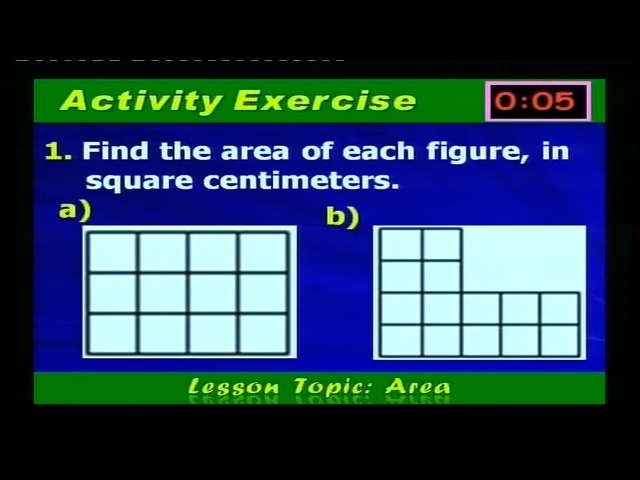 Activity Exercise
0:05
1. Find the area of each figure, in
square centimeters.
a)
b)
Lesson Topic: Area